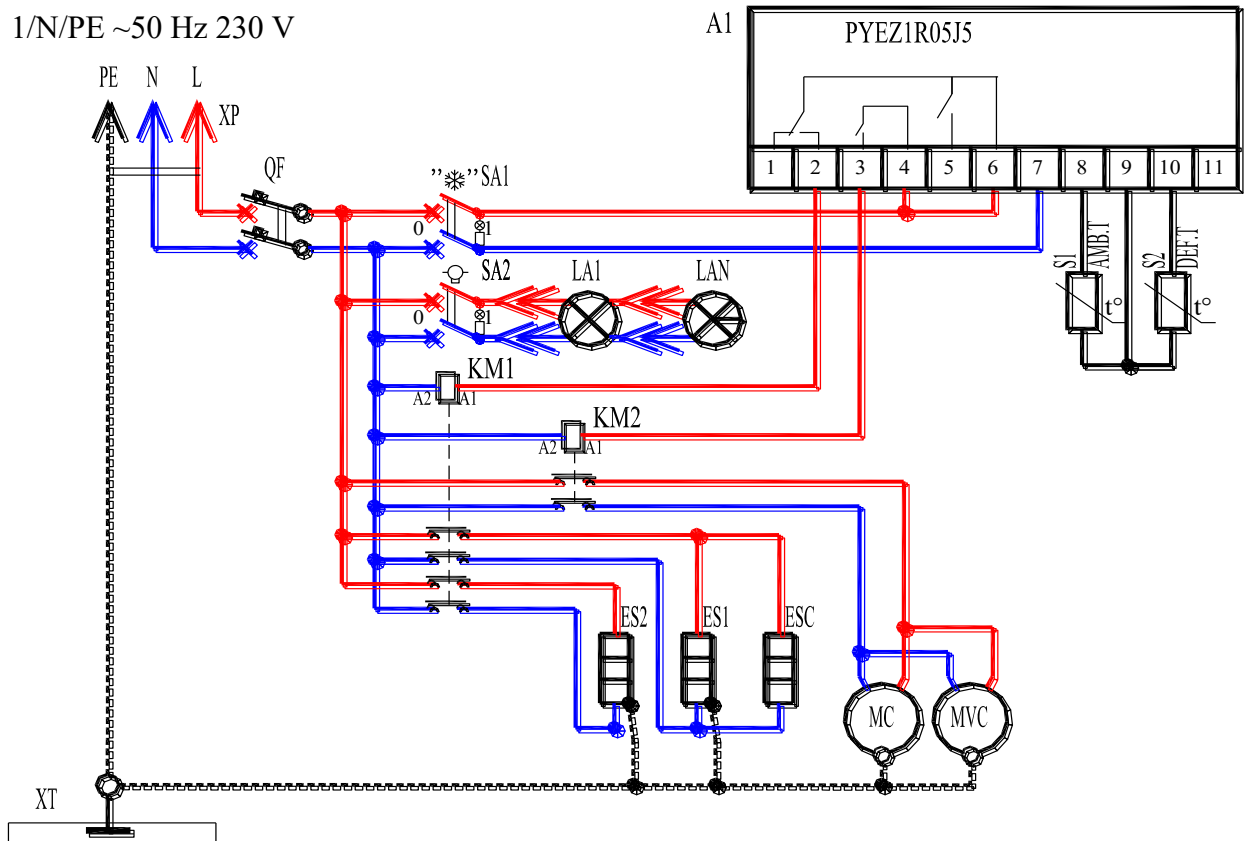 1/N/PE ~50 Hz 230 V
A1
PYEZ1R05J5
PE N L
XP
QF
”❄” SA1
1 2 3 4 5 6 7 8 9 10 11
0 1
SA2 LA1 LAN
0 1
S1 AMB.T
S2 DEF.T
t° t°
KM1
A2 A1
KM2
A2 A1
ES2 ES1 ESC
MC MVC
XT